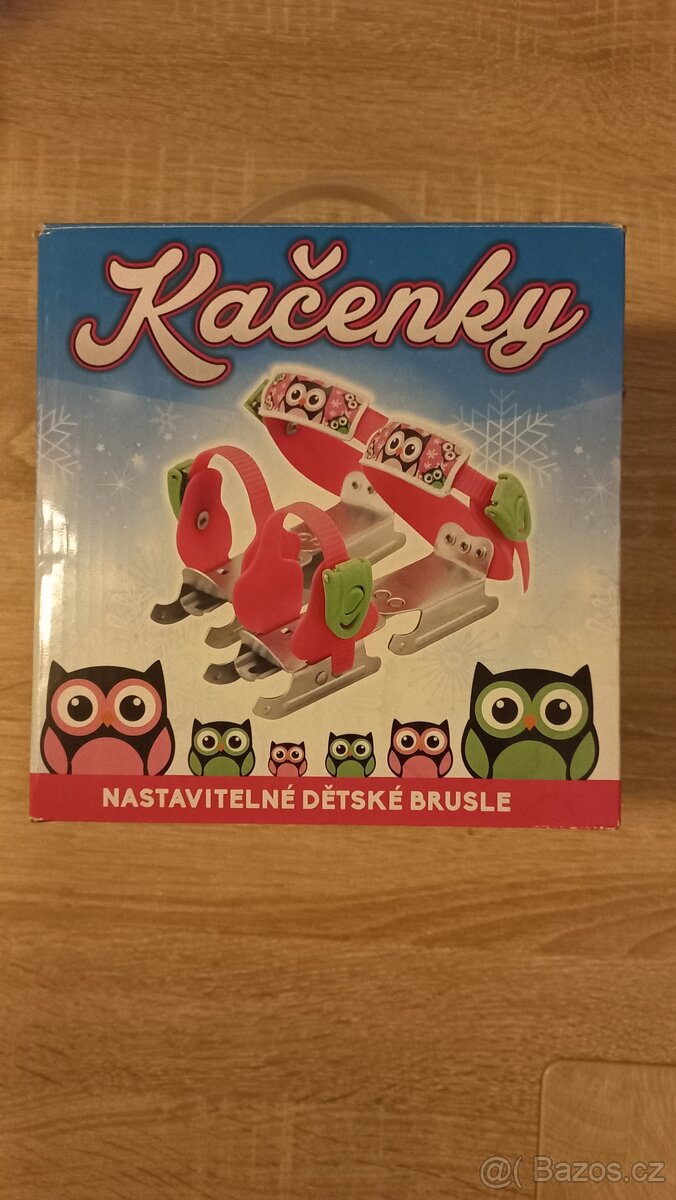 Kačenky
NASTAVITELNÉ DĚTSKÉ BRUSLE
@( Bazos.cz